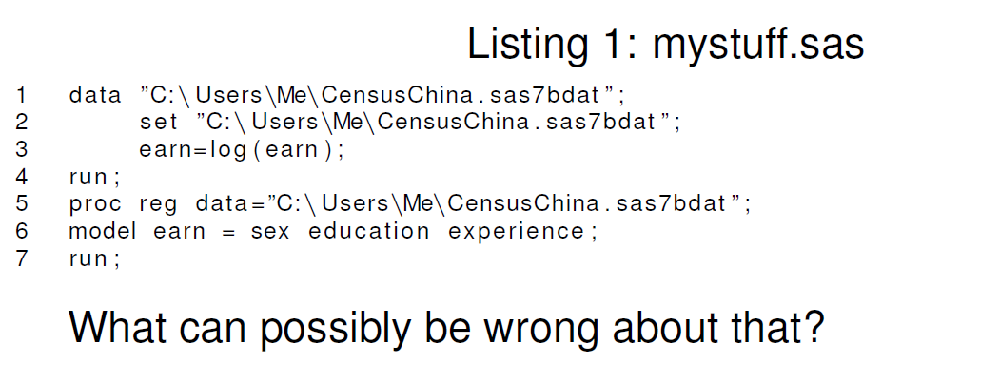 Listing 1: mystuff.sas
1 data ”C:\Users\Me\CensusChina.sas7bdat”;
2 set ”C:\Users\Me\CensusChina.sas7bdat”;
3 earn=log(earn);
4 run;
5 proc reg data=”C:\Users\Me\CensusChina.sas7bdat”;
6 model earn = sex education experience;
7 run;
What can possibly be wrong about that?